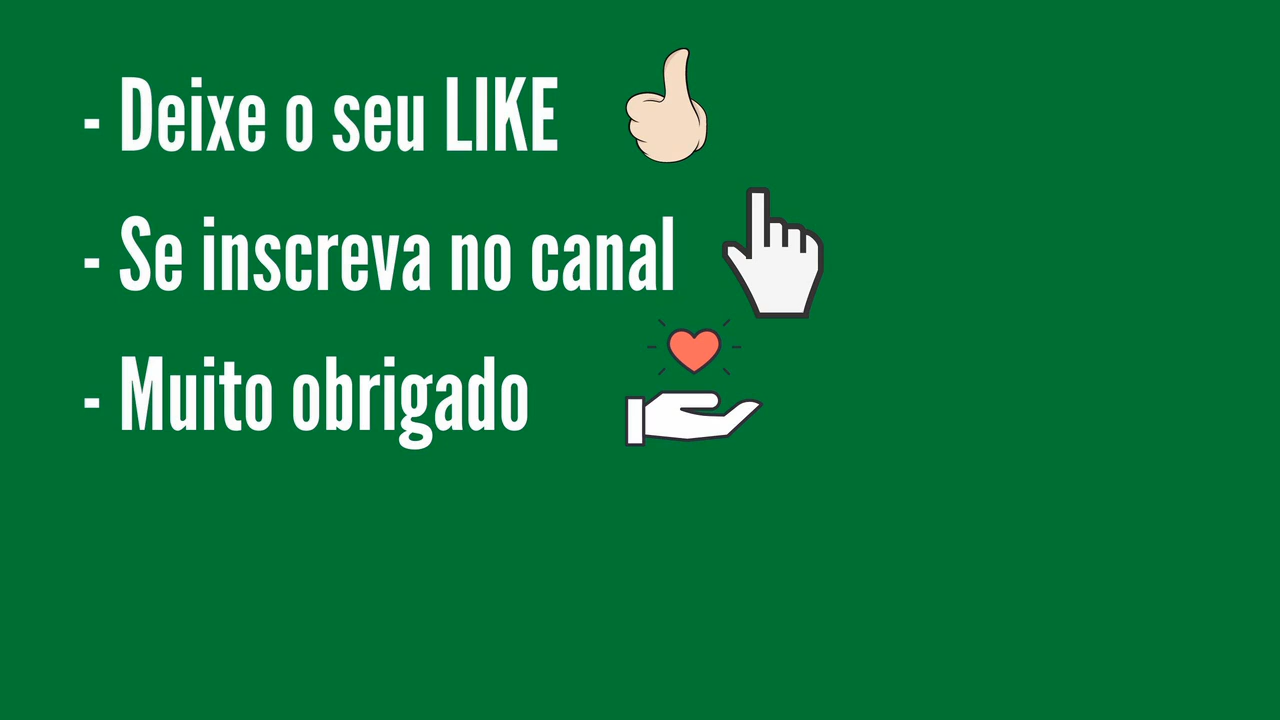 - Deixe o seu LIKE
- Se inscreva no canal
- Muito obrigado